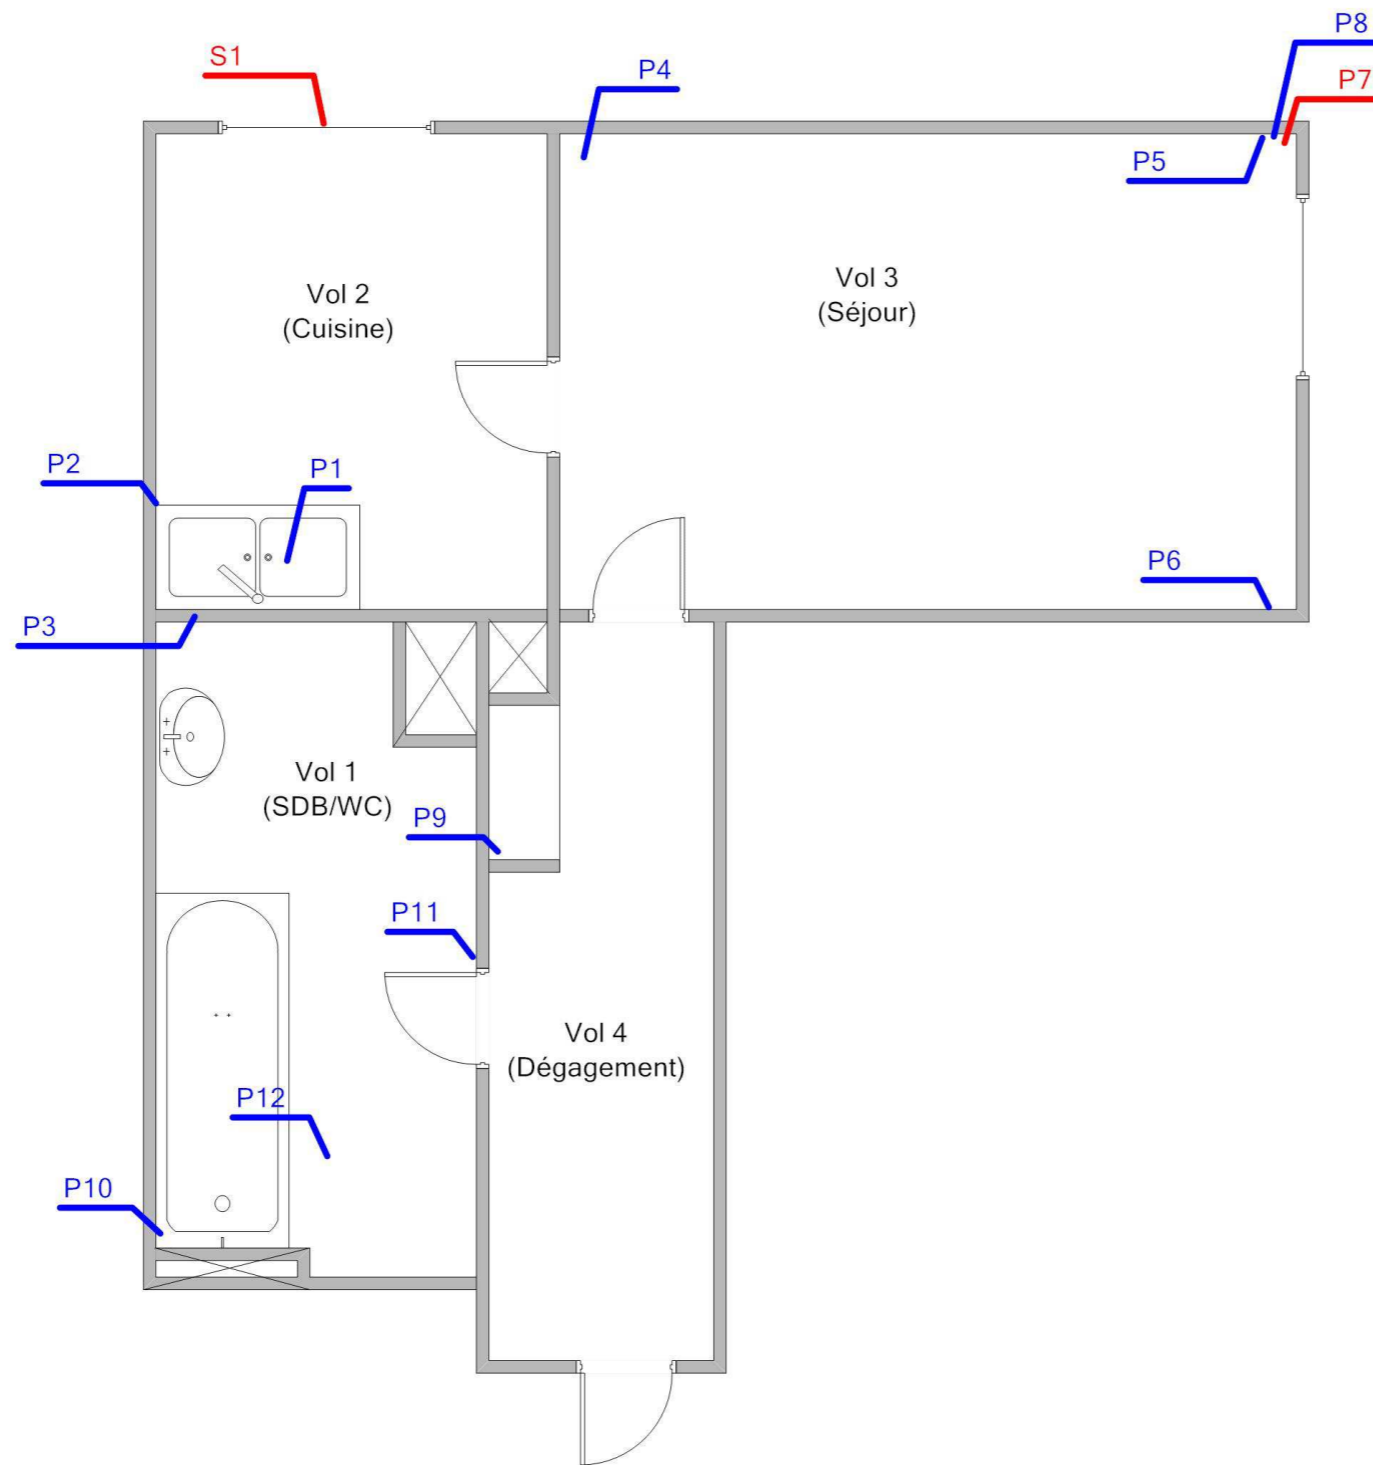 P8
S1
P4
P7
P5
Vol 3
(Séjour)
Vol 2
(Cuisine)
P2
P1
P6
P3
Vol 1
(SDB/WC)
P9
P11
Vol 4
(Dégagement)
P12
P10